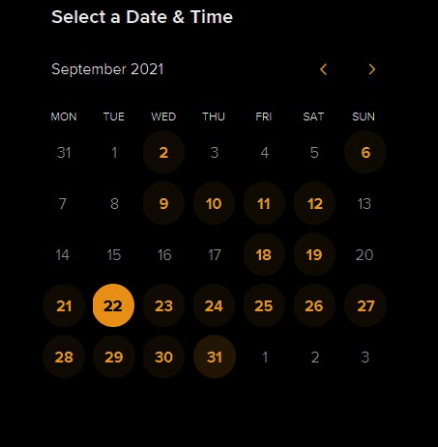 Select a Date & Time
September 2021
MON TUE WED THU FRI SAT SUN
31 1 2 3 4 5 6
7 8 9 10 11 12 13
14 15 16 17 18 19 20
21 22 23 24 25 26 27
28 29 30 31 1 2 3